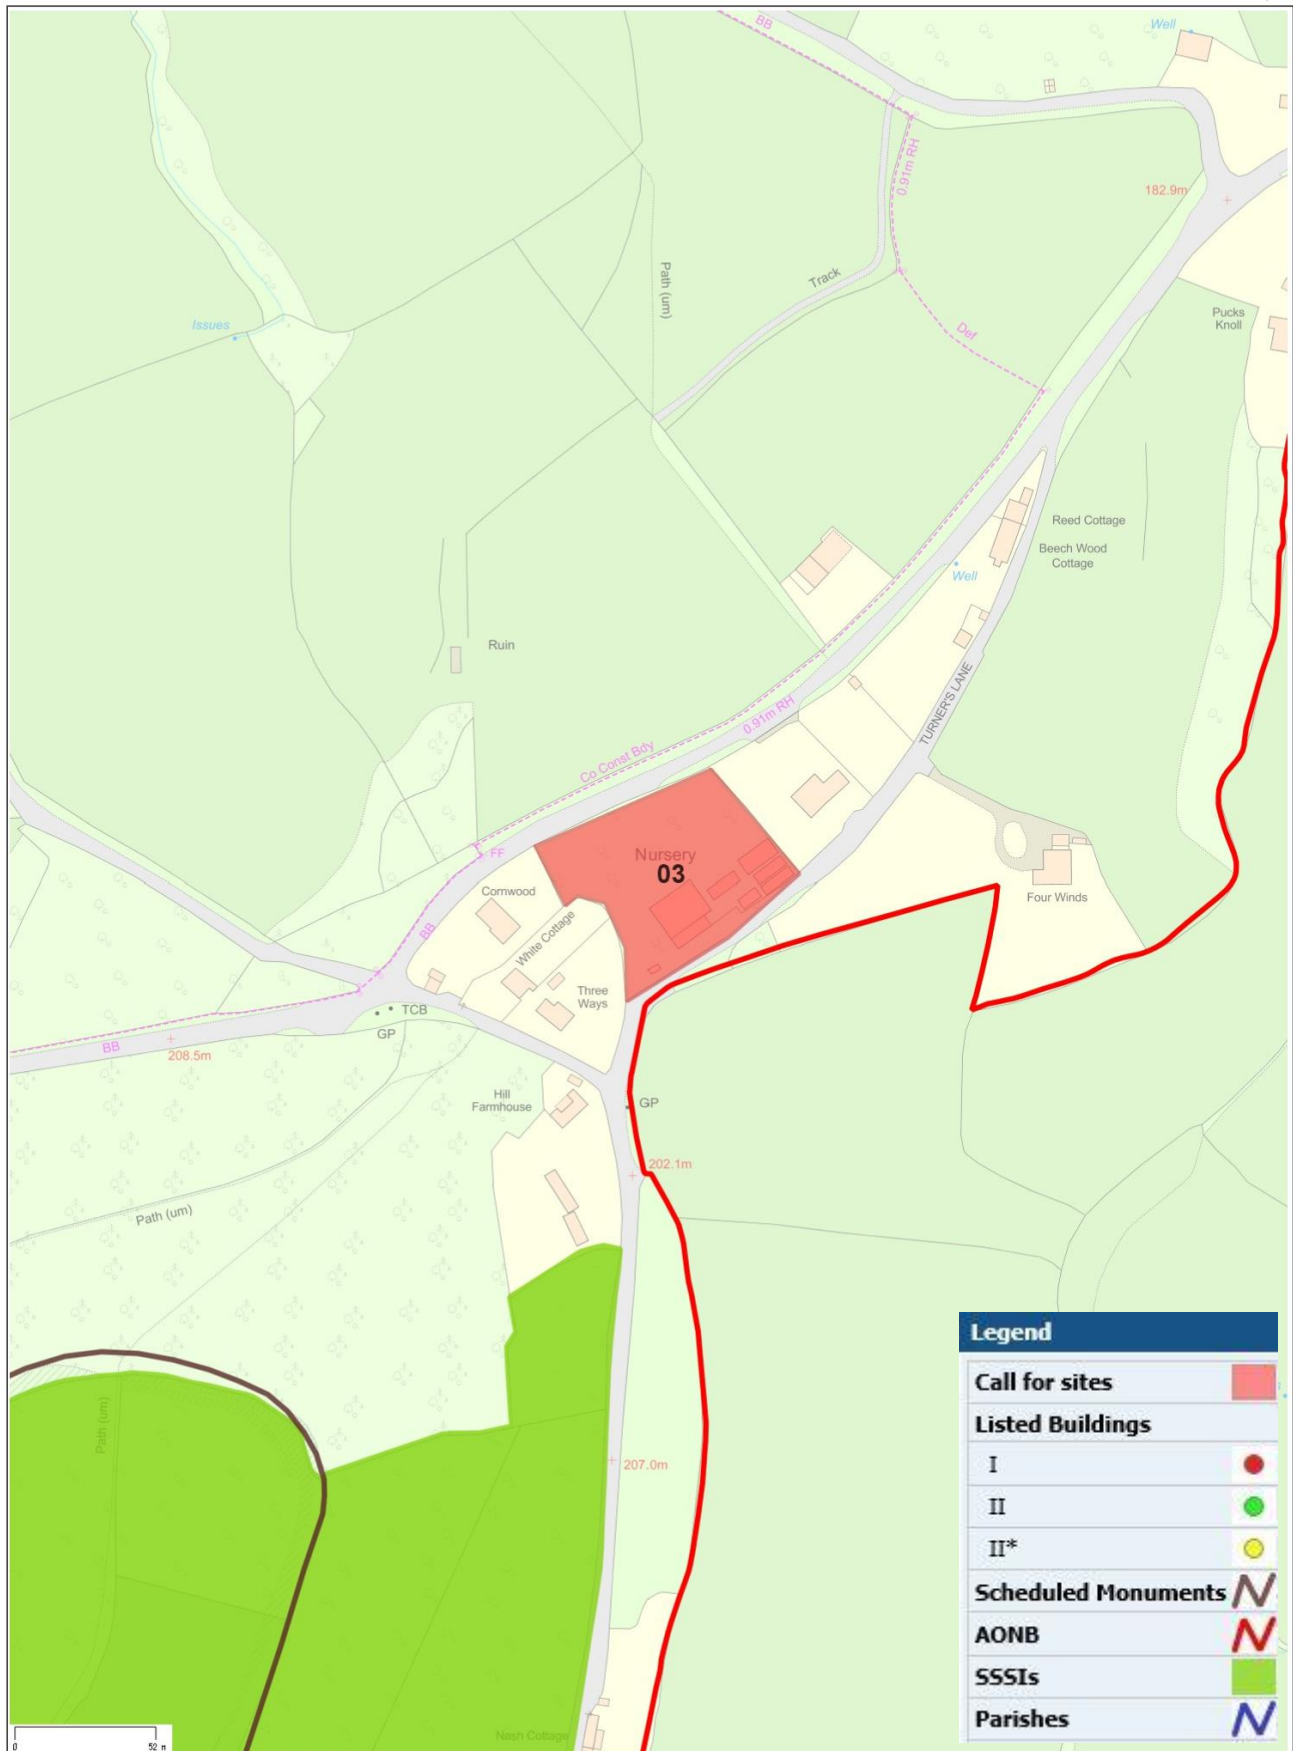 BB
Well
0.91m RH
182.9m
Path (um)
Track
Pucks
Knoll
Issues
Def
Reed Cottage
Beech Wood
Cottage
Well
Ruin
TURNER'S LANE
0.91m RH
Co Const Bdy
Nursery
03
FF
Cornwood
Four Winds
BB
White Cottage
Three
Ways
TCB
GP
BB
208.5m
Hill
Farmhouse
GP
202.1m
Path (um)
Path (um)
207.0m
Nash Cottage
0
52 m
Legend
Call for sites
Listed Buildings
I
II
II*
Scheduled Monuments
AONB
SSSIs
Parishes